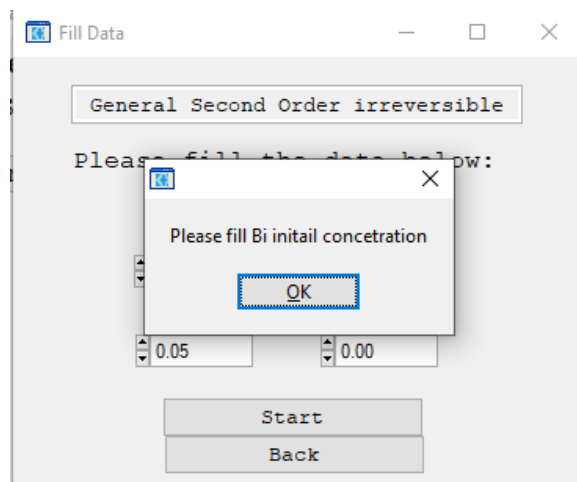 Fill Data
General Second Order irreversible
Please fill the data below:
Please fill Bi initail concetration
OK
0.05 0.00
Start
Back